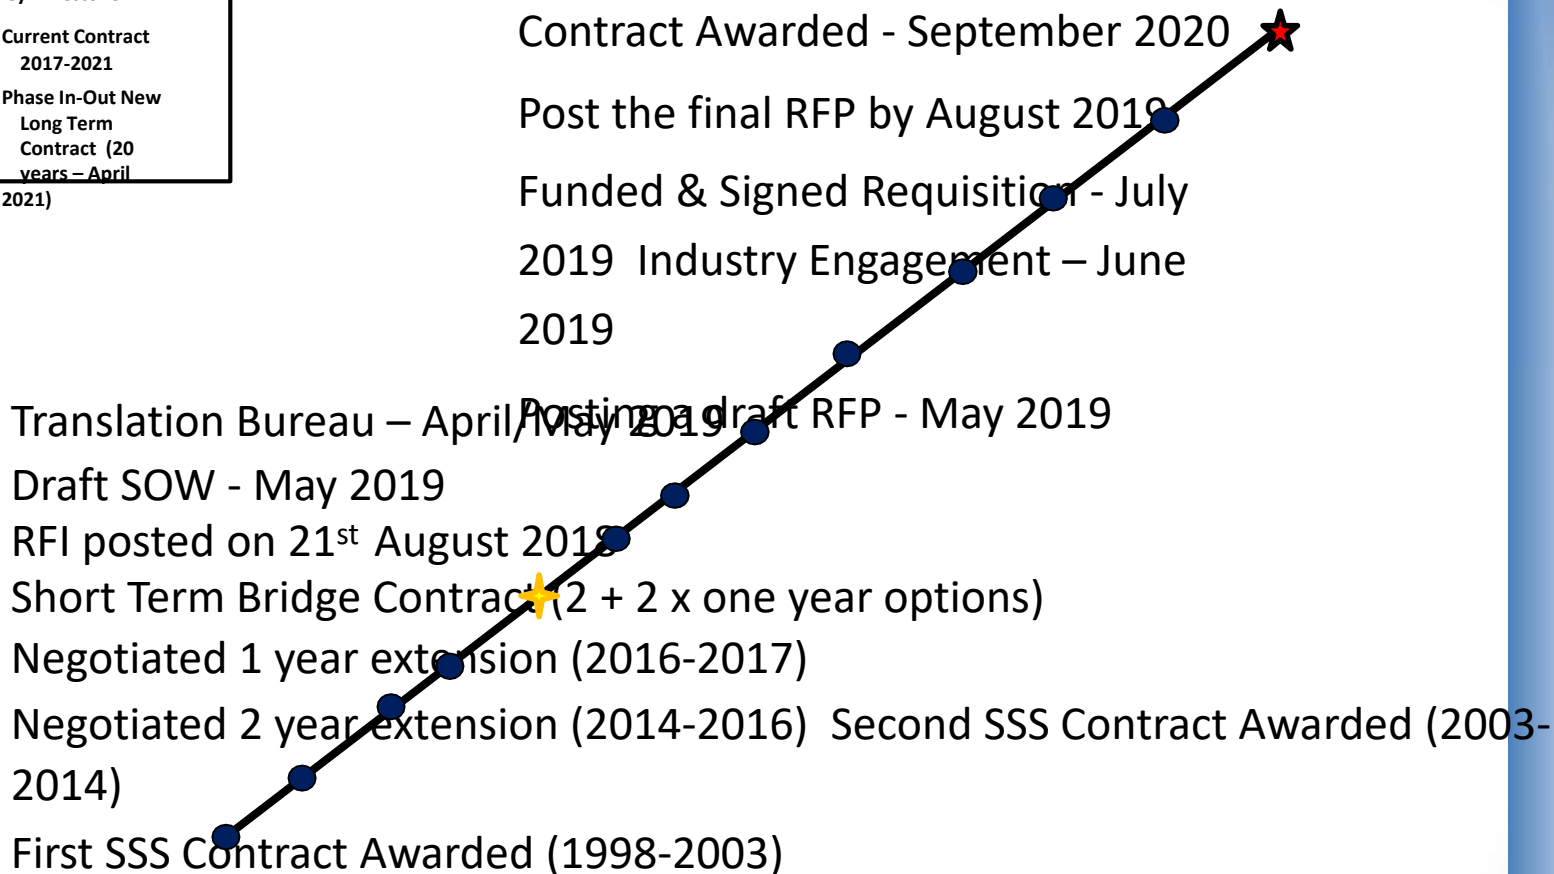 Current Contract
2017-2021
Phase In-Out New
Long Term
Contract (20
years – April
2021)
Contract Awarded - September 2020
Post the final RFP by August 2019
Funded & Signed Requisition - July
2019 Industry Engagement – June
2019
Posting a draft RFP - May 2019
Translation Bureau – April/May 2019
Draft SOW - May 2019
RFI posted on 21st August 2018
Short Term Bridge Contract (2 + 2 x one year options)
Negotiated 1 year extension (2016-2017)
Negotiated 2 year extension (2014-2016) Second SSS Contract Awarded (2003-
2014)
First SSS Contract Awarded (1998-2003)